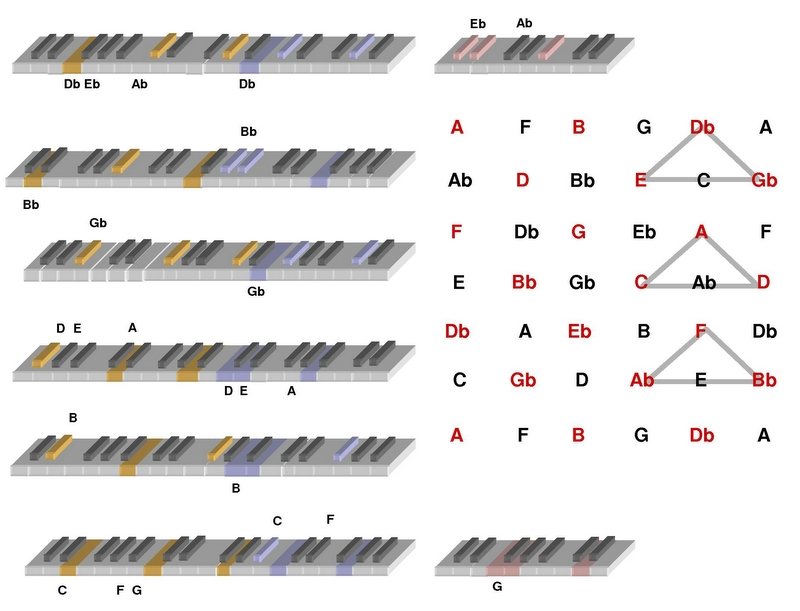 Db Eb Ab Db
Eb Ab
Bb
Bb
Gb
Gb
D E A
D E A
B
B
C F
C F G
A F B G Db A
Ab D Bb E C Gb
F Db G Eb A F
E Bb Gb C Ab D
Db A Eb B F Db
C Gb D Ab E Bb
A F B G Db A
G